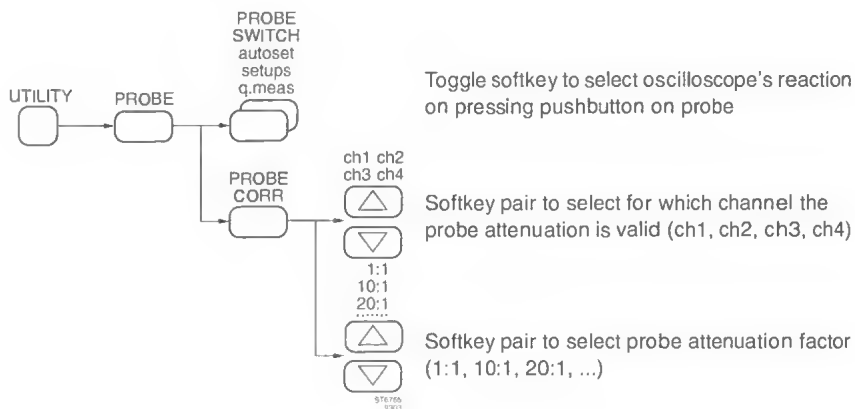 PROBE
SWITCH
autoset
setups
q.meas
Toggle softkey to select oscilloscope's reaction
on pressing pushbutton on probe
UTILITY
PROBE
PROBE
CORR
ch1 ch2
ch3 ch4
Softkey pair to select for which channel the
probe attenuation is valid (ch1, ch2, ch3, ch4)
1:1
10:1
20:1
.......
Softkey pair to select probe attenuation factor
(1:1, 10:1, 20:1, ...)